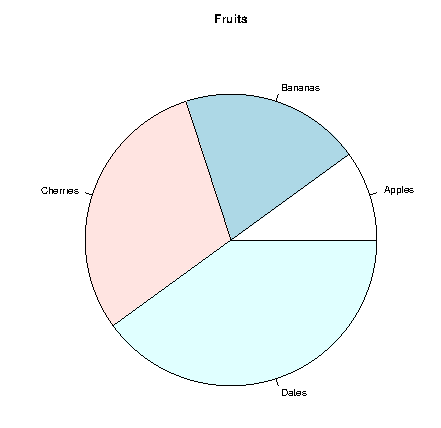 Fruits
Bananas
Apples
Cherries
Dates